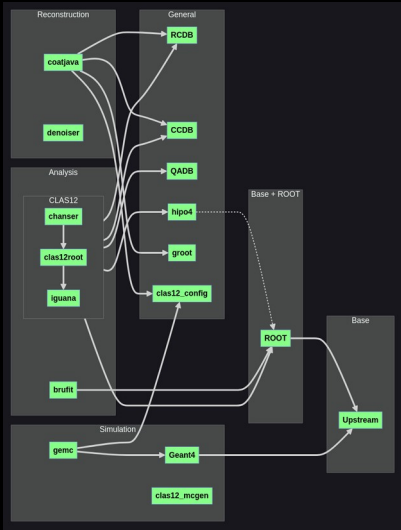 Reconstruction
General
RCDB
coatjava
denoiser
CCDB
Analysis
QADB
CLAS12
chanser
hipo4
Base + ROOT
clas12root
groot
iguana
clas12_config
Base
ROOT
brufit
Upstream
Simulation
gemc
Geant4
clas12_mcgen